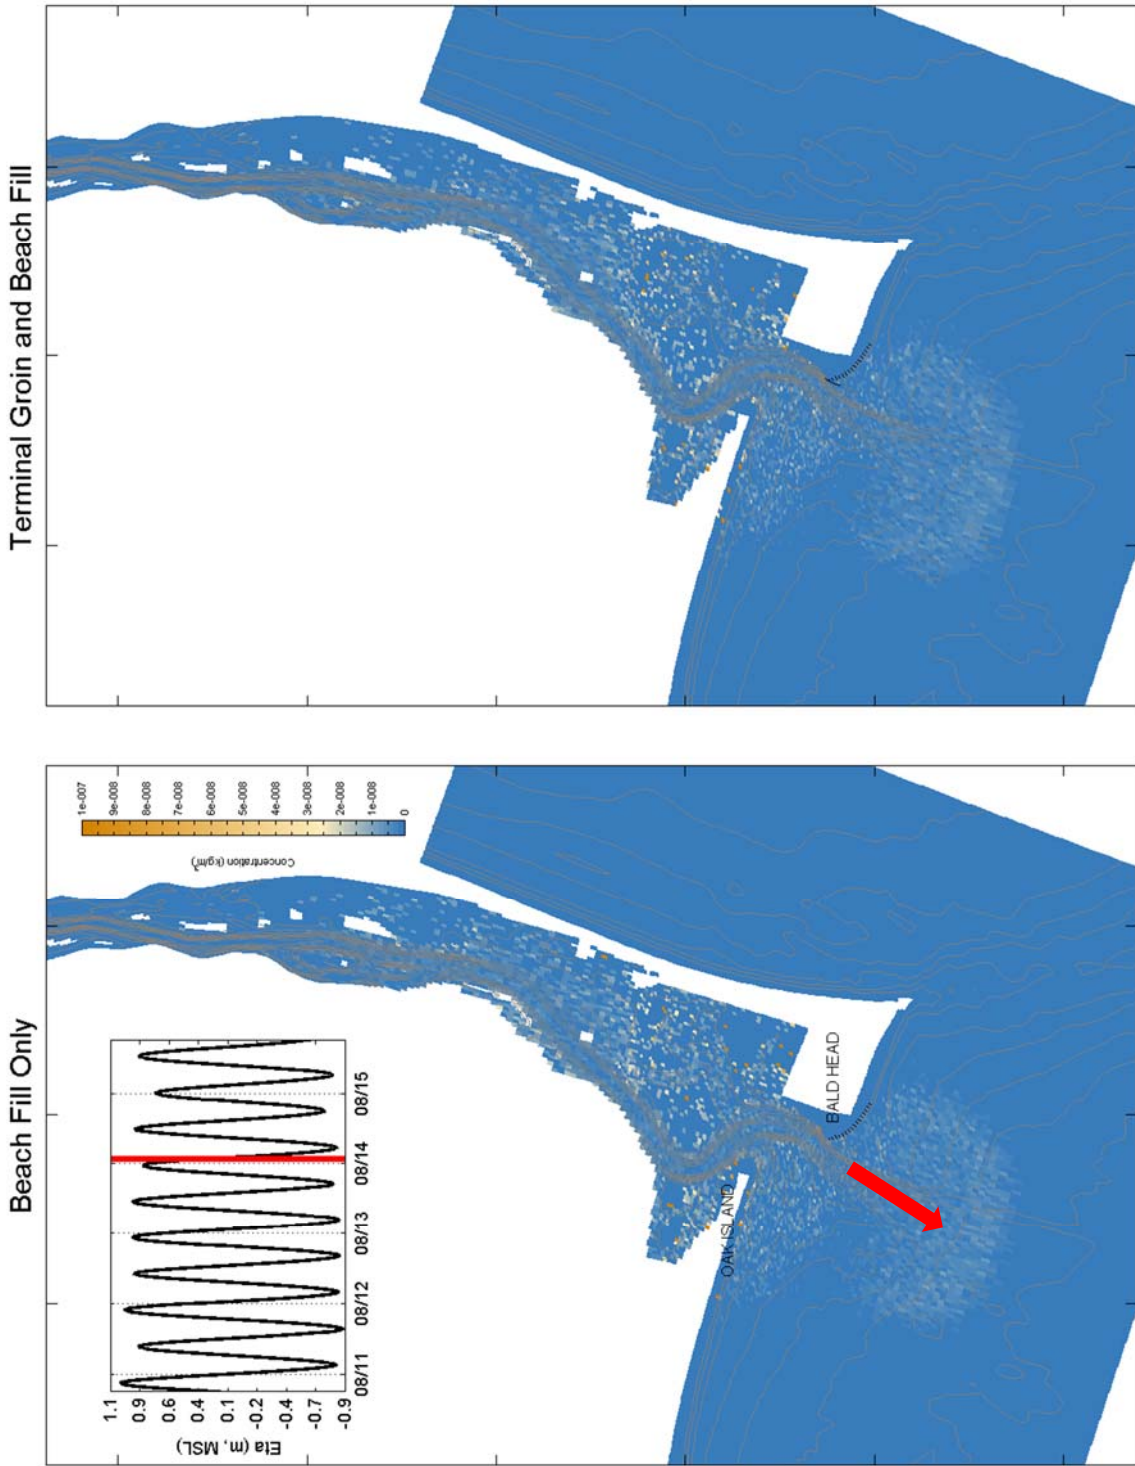 Beach Fill Only
Terminal Groin and Beach Fill
Eta (m, MSL)
1.1
0.9
0.6
0.4
0.1
-0.2
-0.4
-0.7
-0.9
08/11
08/12
08/13
08/14
08/15
Concentration (kg/m³)
1e-007
9e-008
8e-008
7e-008
6e-008
5e-008
4e-008
3e-008
2e-008
1e-008
0
OAK ISLAND
BALD HEAD